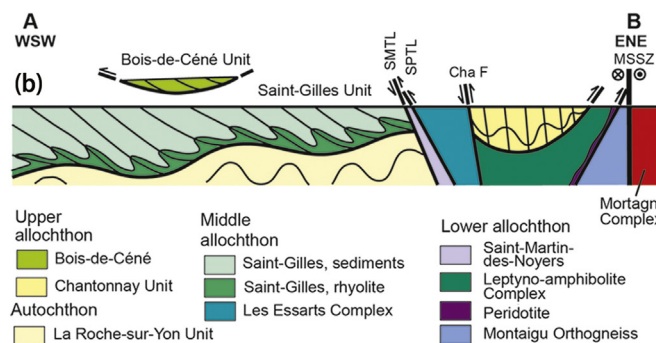 A
WSW
B
ENE
MSSZ
Bois-de-Céné Unit
SMTL
SPTL
Cha F
(b)
Saint-Gilles Unit
Mortagn
Complex
Upper
allochthon
Bois-de-Céné
Chantonnay Unit
Autochthon
La Roche-sur-Yon Unit
Middle
allochthon
Saint-Gilles, sediments
Saint-Gilles, rhyolite
Les Essarts Complex
Lower allochthon
Saint-Martin-
des-Noyers
Leptyno-amphibolite
Complex
Peridotite
Montaigu Orthogneiss